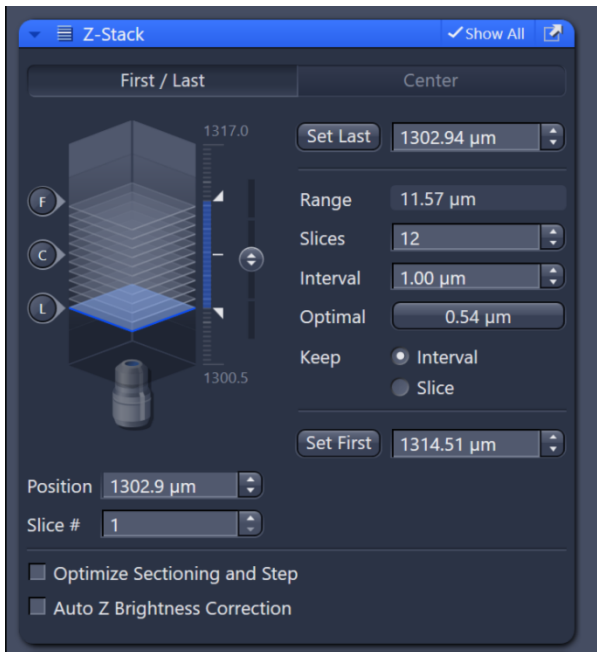 Z-Stack
Show All
First / Last
Center
1317.0
F
C
L
1300.5
Set Last 1302.94 µm
Range 11.57 µm
Slices 12
Interval 1.00 µm
Optimal 0.54 µm
Keep Interval
Slice
Set First 1314.51 µm
Position 1302.9 µm
Slice # 1
Optimize Sectioning and Step
Auto Z Brightness Correction